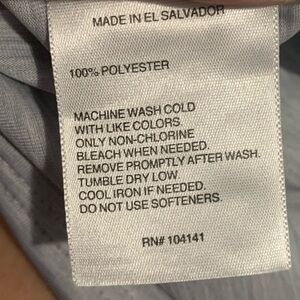 MADE IN EL SALVADOR
100% POLYESTER
MACHINE WASH COLD
WITH LIKE COLORS.
ONLY NON-CHLORINE
BLEACH WHEN NEEDED.
REMOVE PROMPTLY AFTER WASH.
TUMBLE DRY LOW.
COOL IRON IF NEEDED.
DO NOT USE SOFTENERS.
RN# 104141